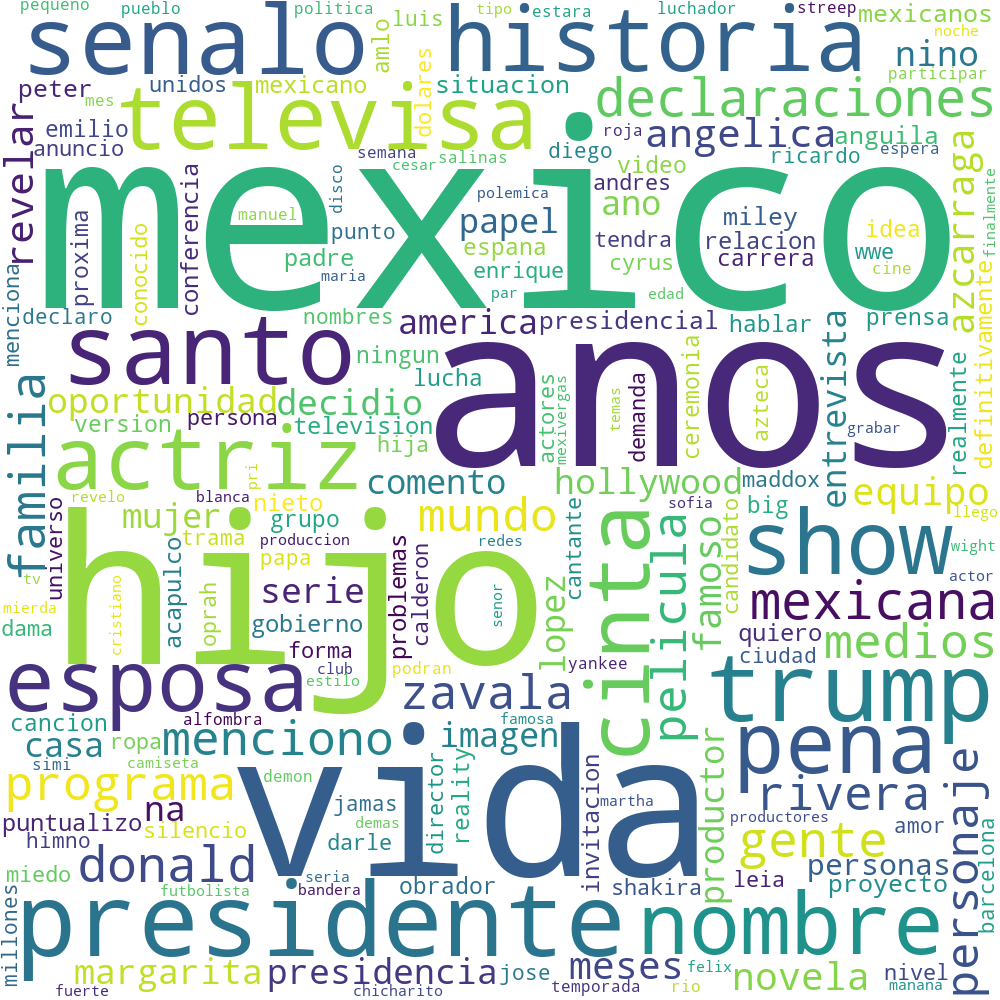 pequeno pueblo politica tipo estara luchador streep mexicanos
senalo historia luis amlo noche nino
peter unidos mexicano dolares situacion participar
mes televisa declaraciones
revelar emilio anuncio semana cesar salinas diego roja angelica anguila
video ricardo espera azcarraga finalmente
mexico
conferencia manuel disco polemica andres
proxima conocido punto papel ano miley idea
padre espana tendra relacion wwe
maria enrique cyrus carrera cine
par edad
menciona declaro nombres america presidencial hablar prensa
santo ningun anos ceremonia entrevista definitivamente
lucha azteca realmente
familia oportunidad decidio actores mexivergas temas demanda
version persona television grabar
actriz hija
pri comento hollywood maddox
revelo blanca nieto sofia big equipo llego
universo mujer grupo mundo cantante candidato
trama produccion redes show wight
tv hijo papa problemas calderon cinta pelicula famoso
mierda cristiano acapulco oprah serie senor lopez actor
dama gobierno mexicana
forma quiero medios
esposa club podran yankee ciudad
estilo zavala trump
cancion alfombra famosa
casa ropa menciono imagen pena
simi camiseta vida demon director reality invitacion productor personaje
programa martha rivera
na jamas productores
puntualizo silencio demas amor barcelona
himno darle gente
miedo donald seria obrador shakira leia personas
futbolista bandera proyecto
millones presidente nombre
margarita presidencia jose meses felix novela nivel
fuerte chicharito temporada rio manana